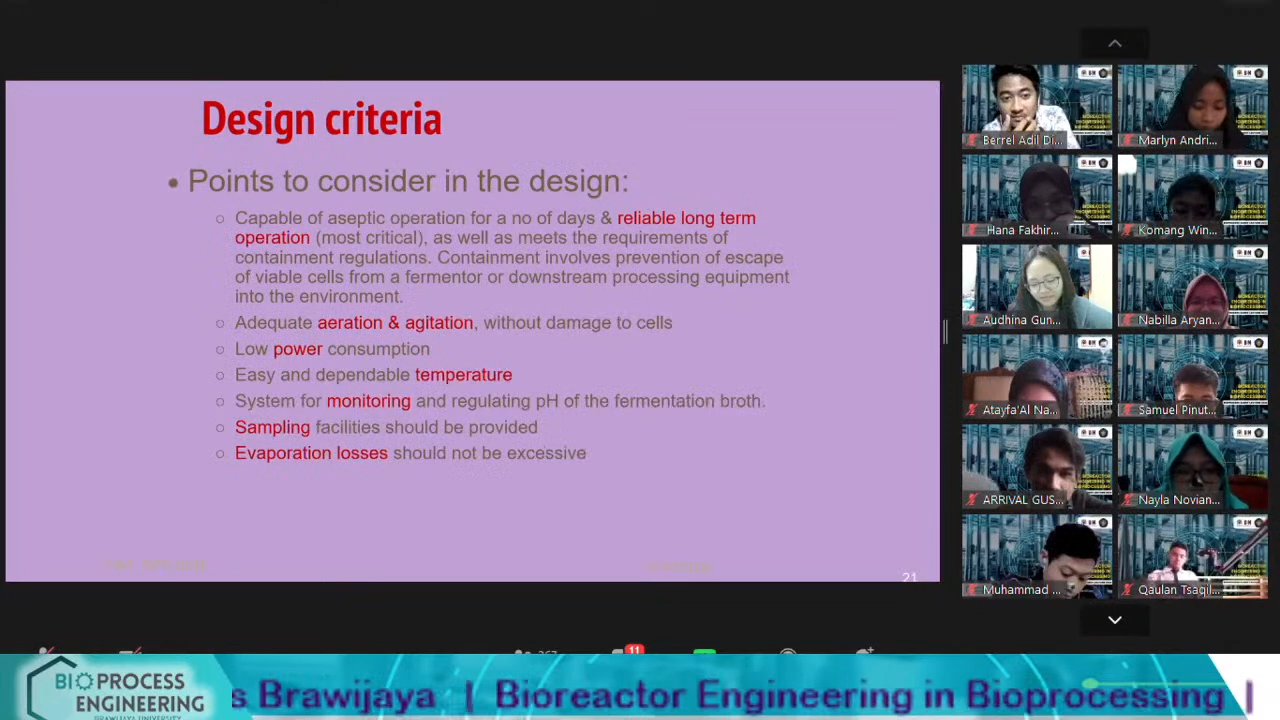 Design criteria
• Points to consider in the design:
○ Capable of aseptic operation for a no of days & reliable long term
operation (most critical), as well as meets the requirements of
containment regulations. Containment involves prevention of escape
of viable cells from a fermentor or downstream processing equipment
into the environment.
○ Adequate aeration & agitation, without damage to cells
○ Low power consumption
○ Easy and dependable temperature
○ System for monitoring and regulating pH of the fermentation broth.
○ Sampling facilities should be provided
○ Evaporation losses should not be excessive
21
Berrel Adil Di...
Marlyn Andri...
Hana Fakhir...
Komang Win...
Audhina Gun...
Nabilla Aryan...
Atayfa'Al Na...
Samuel Pinut...
ARRIVAL GUS...
Nayla Novian...
Muhammad ...
Qaulan Tsaqil...
11
BIOPROCESS
ENGINEERING
BRAWIJAYA UNIVERSITY
s Brawijaya | Bioreactor Engineering in Bioprocessing |